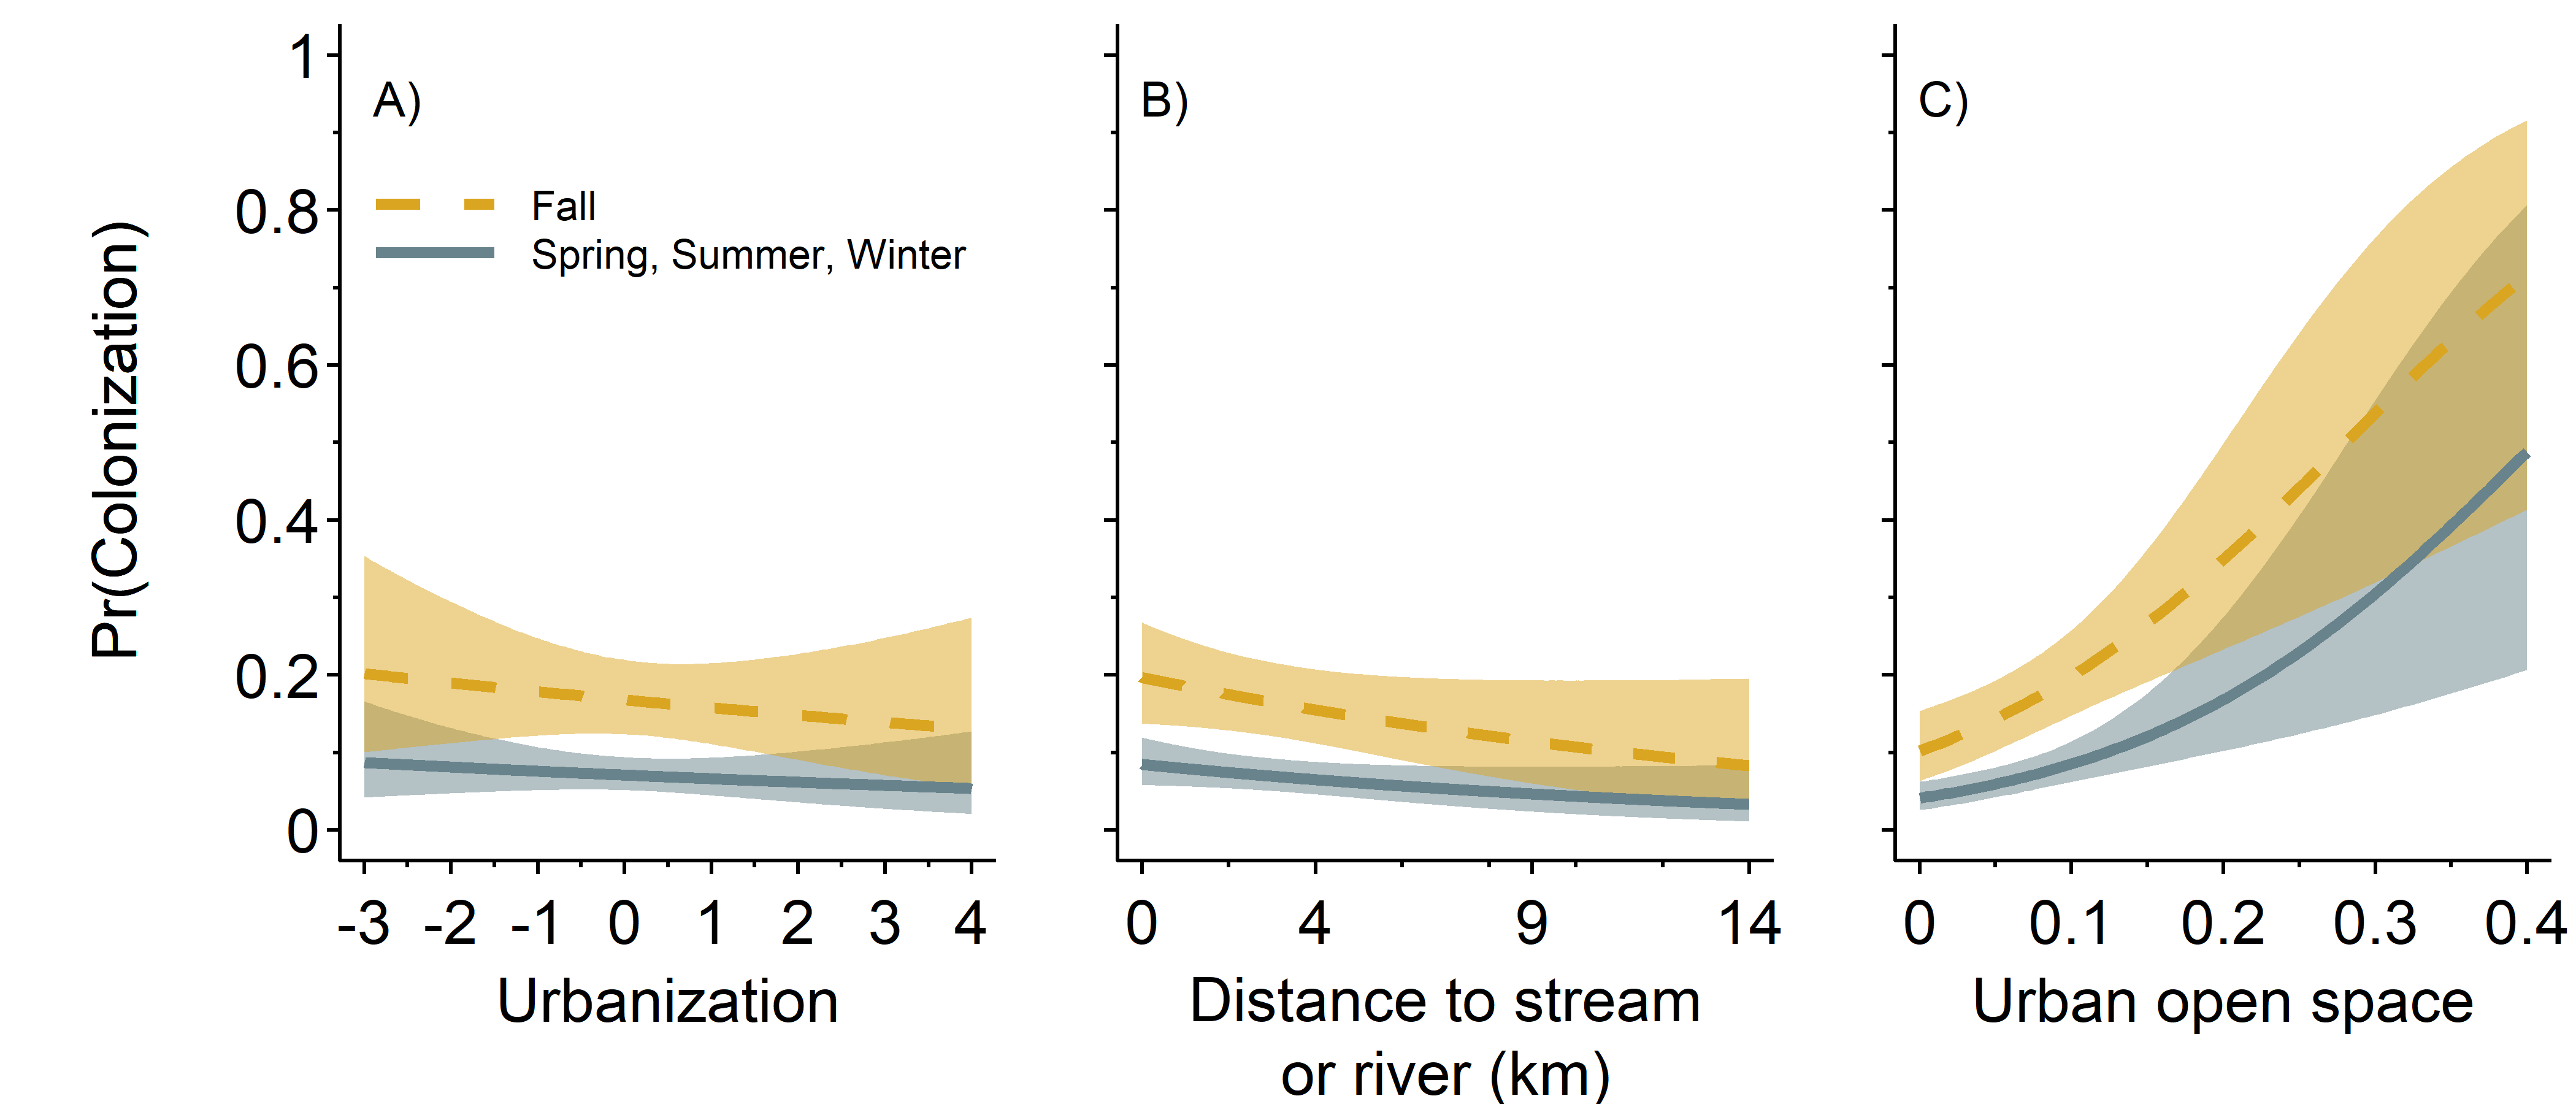 Pr(Colonization)
1
0.8
0.6
0.4
0.2
0
A)
Fall
Spring, Summer, Winter
-3 -2 -1 0 1 2 3 4
Urbanization
B)
0 4 9 14
Distance to stream
or river (km)
C)
0 0.1 0.2 0.3 0.4
Urban open space